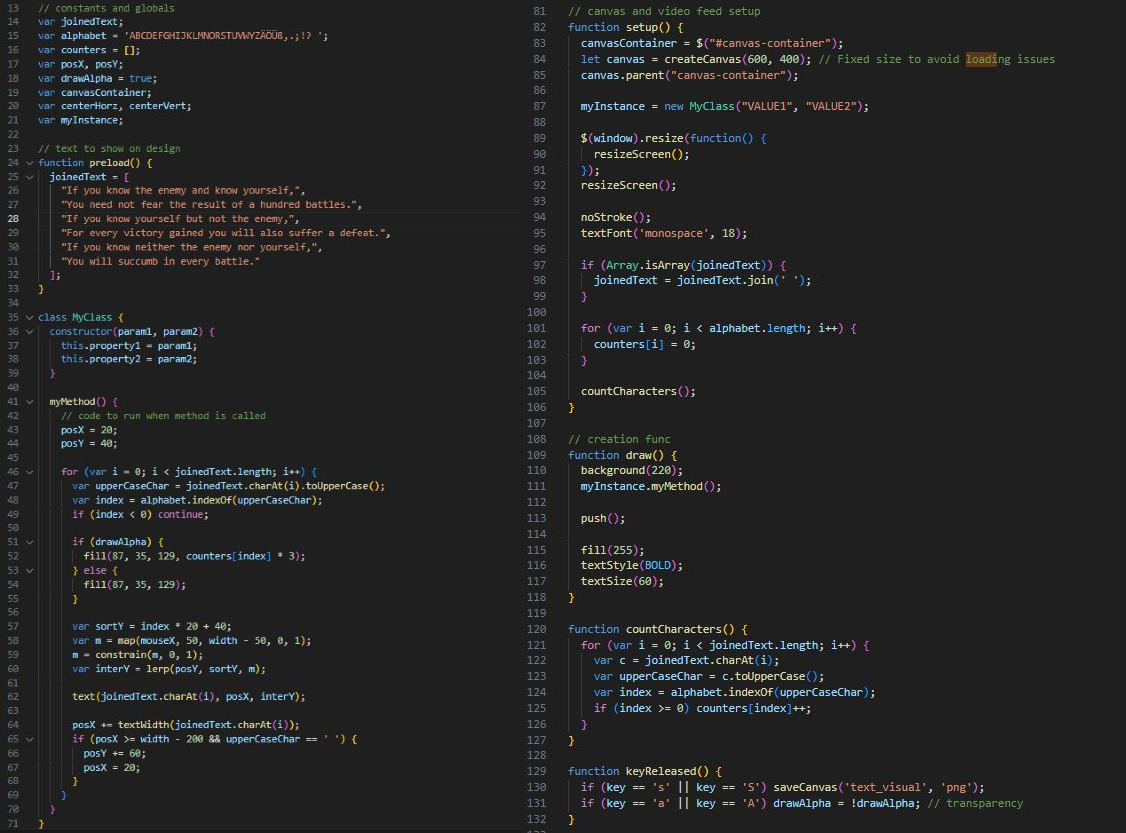 13 // constants and globals
14 var joinedText;
15 var alphabet = 'ABCDEFGHIJKLMNORSTUVWYZÄÖÜß,.;!? ';
16 var counters = [];
17 var posX, posY;
18 var drawAlpha = true;
19 var canvasContainer;
20 var centerHorz, centerVert;
21 var myInstance;
22
23 // text to show on design
24 function preload() {
25 joinedText = [
26 "If you know the enemy and know yourself,",
27 "You need not fear the result of a hundred battles.",
28 "If you know yourself but not the enemy,",
29 "For every victory gained you will also suffer a defeat.",
30 "If you know neither the enemy nor yourself,",
31 "You will succumb in every battle."
32 ];
33 }
34
35 class MyClass {
36 constructor(param1, param2) {
37 this.property1 = param1;
38 this.property2 = param2;
39 }
40
41 myMethod() {
42 // code to run when method is called
43 posX = 20;
44 posY = 40;
45
46 for (var i = 0; i < joinedText.length; i++) {
47 var upperCaseChar = joinedText.charAt(i).toUpperCase();
48 var index = alphabet.indexOf(upperCaseChar);
49 if (index < 0) continue;
50
51 if (drawAlpha) {
52 fill(87, 35, 129, counters[index] * 3);
53 } else {
54 fill(87, 35, 129);
55 }
56
57 var sortY = index * 20 + 40;
58 var m = map(mouseX, 50, width - 50, 0, 1);
59 m = constrain(m, 0, 1);
60 var interY = lerp(posY, sortY, m);
61
62 text(joinedText.charAt(i), posX, interY);
63
64 posX += textWidth(joinedText.charAt(i));
65 if (posX >= width - 200 && upperCaseChar == ' ') {
66 posY += 60;
67 posX = 20;
68 }
69 }
70 }
71 }
81 // canvas and video feed setup
82 function setup() {
83 canvasContainer = $("#canvas-container");
84 let canvas = createCanvas(600, 400); // Fixed size to avoid loading issues
85 canvas.parent("canvas-container");
86
87 myInstance = new MyClass("VALUE1", "VALUE2");
88
89 $(window).resize(function() {
90 resizeScreen();
91 });
92 resizeScreen();
93
94 noStroke();
95 textFont('monospace', 18);
96
97 if (Array.isArray(joinedText)) {
98 joinedText = joinedText.join(' ');
99 }
100
101 for (var i = 0; i < alphabet.length; i++) {
102 counters[i] = 0;
103 }
104
105 countCharacters();
106 }
107
108 // creation func
109 function draw() {
110 background(220);
111 myInstance.myMethod();
112
113 push();
114
115 fill(255);
116 textStyle(BOLD);
117 textSize(60);
118 }
119
120 function countCharacters() {
121 for (var i = 0; i < joinedText.length; i++) {
122 var c = joinedText.charAt(i);
123 var upperCaseChar = c.toUpperCase();
124 var index = alphabet.indexOf(upperCaseChar);
125 if (index >= 0) counters[index]++;
126 }
127 }
128
129 function keyReleased() {
130 if (key == 's' || key == 'S') saveCanvas('text_visual', 'png');
131 if (key == 'a' || key == 'A') drawAlpha = !drawAlpha; // transparency
132 }